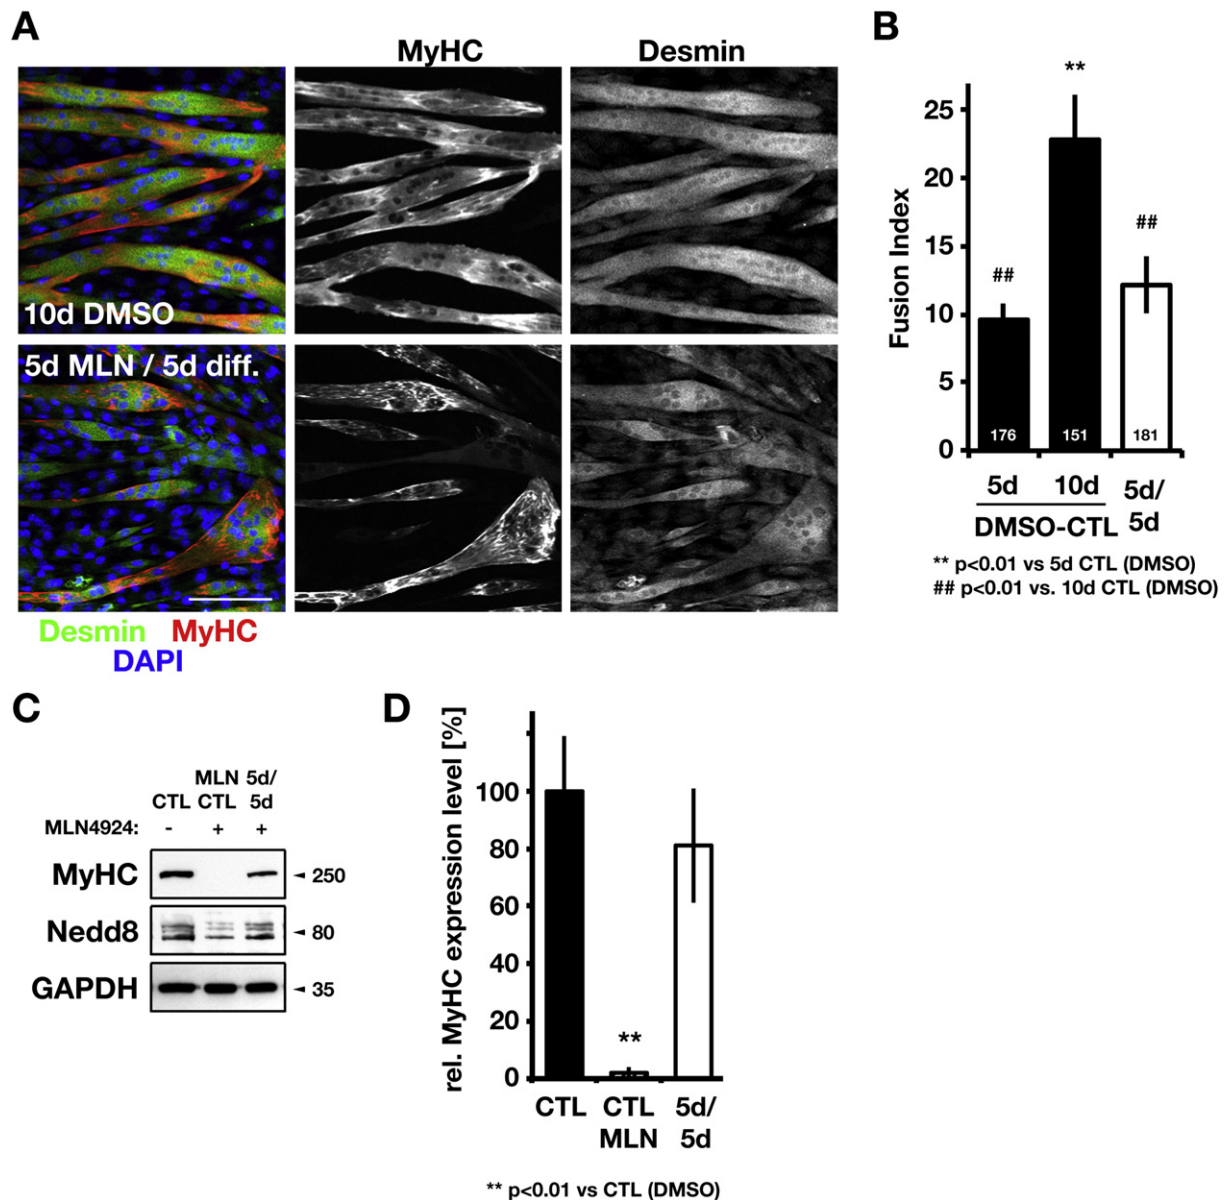 A
MyHC
Desmin
10d DMSO
5d MLN / 5d diff.
Desmin MyHC
DAPI
B
**
25
20
15
10
5
0
Fusion Index
##
##
176
151
181
5d
10d
5d/
5d
DMSO-CTL
** p<0.01 vs 5d CTL (DMSO)
## p<0.01 vs. 10d CTL (DMSO)
C
MLN 5d/
CTL CTL 5d
MLN4924: - + +
MyHC 250
Nedd8 80
GAPDH 35
D
rel. MyHC expression level [%]
100
80
60
40
20
0
**
CTL CTL 5d/
MLN 5d
** p<0.01 vs CTL (DMSO)